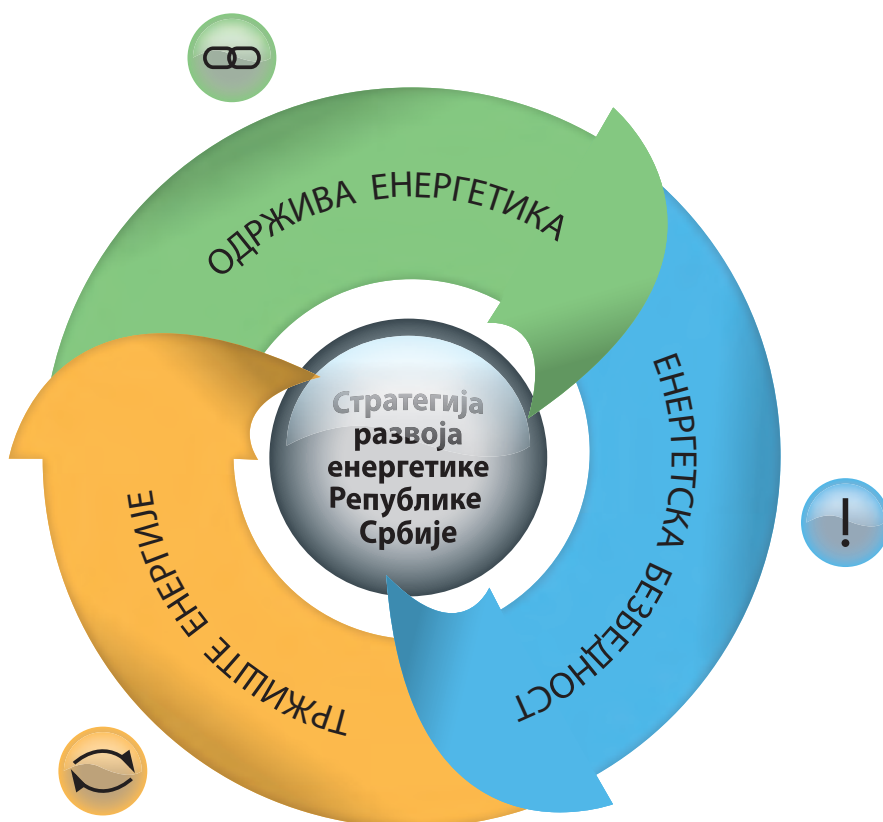 ОДРЖИВА ЕНЕРГЕТИКА
ЕНЕРГЕТСКА БЕЗБЕДНОСТ
ТРЖИШТЕ ЕНЕРГИЈЕ
Стратегија
развоја
енергетике
Републике
Србије
!